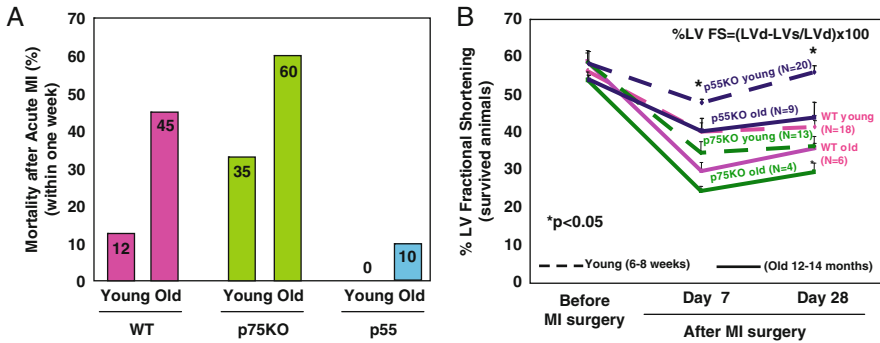 A
Mortality after Acute MI (%)
(within one week)
70
60
50
40
30
20
10
0
12
45
35
60
0
10
Young Old
Young Old
Young Old
WT
p75KO
p55
B
% LV Fractional Shortening
(survived animals)
70
60
50
40
30
20
10
0
%LV FS=(LVd-LVs/LVd)x100
*
*
p55KO young (N=20)
p55KO old (N=9)
p75KO young (N=13)
p75KO old (N=4)
WT young
(N=18)
WT old
(N=6)
*p<0.05
Young (6-8 weeks)
(Old 12-14 months)
Before
MI surgery
Day 7
Day 28
After MI surgery